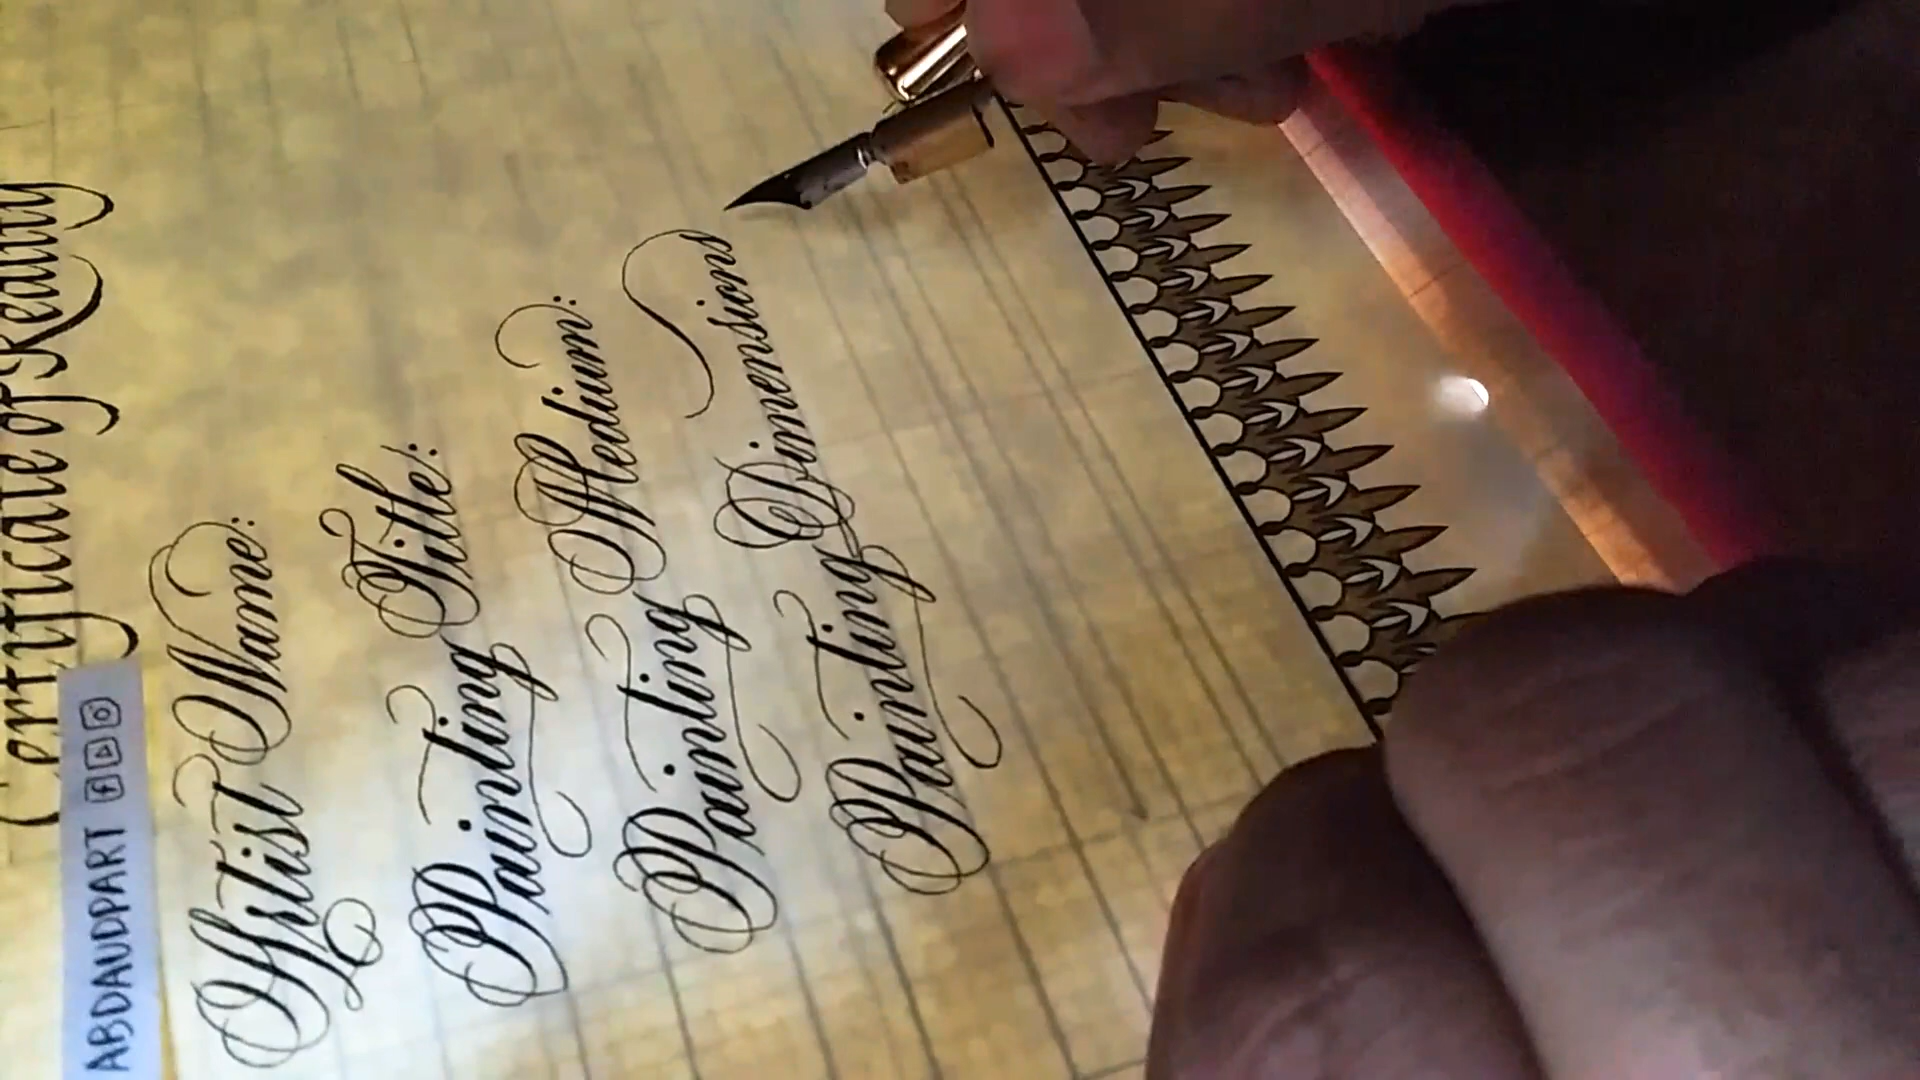 Certificate of Reality
ABDAUDPART
Artist Name:
Painting Title:
Painting Medium:
Painting Dimensions